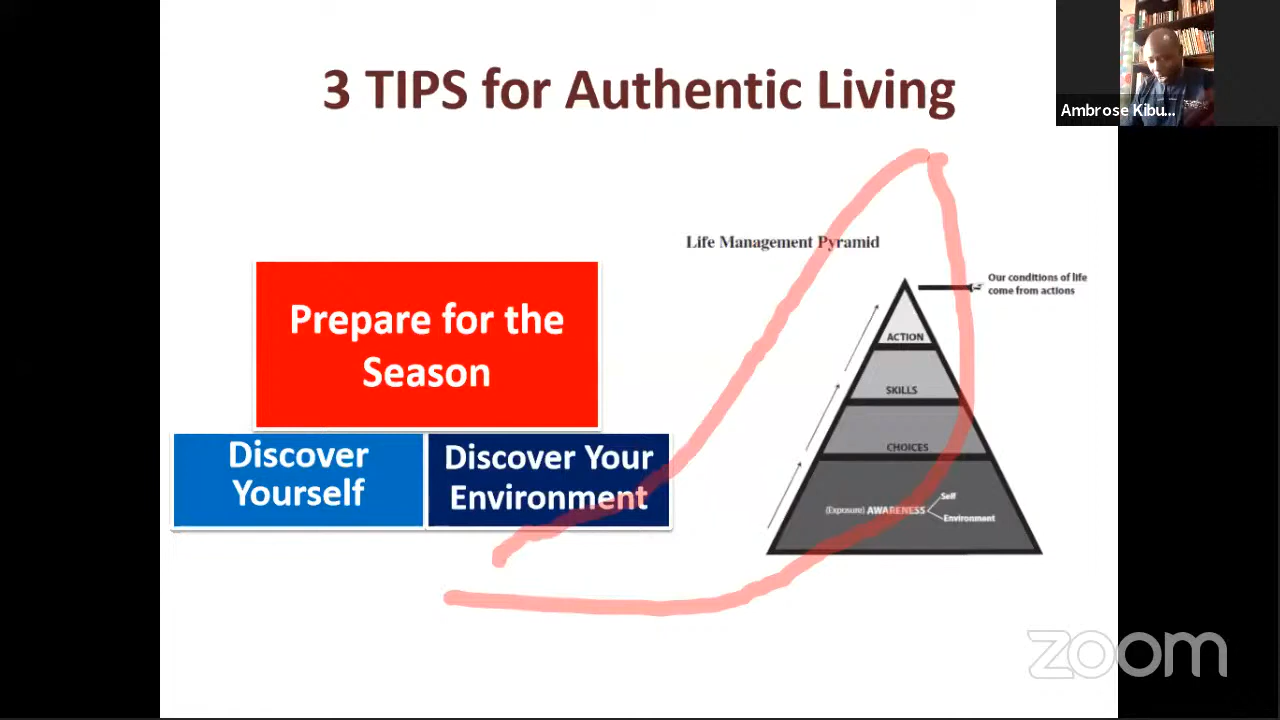 3 TIPS for Authentic Living
Ambrose Kibu...
Life Management Pyramid
Prepare for the
Season
Discover
Yourself
Discover Your
Environment
Our conditions of life
come from actions
ACTION
SKILLS
CHOICES
(Exposure) AWARENESS
Self
Environment
zoom